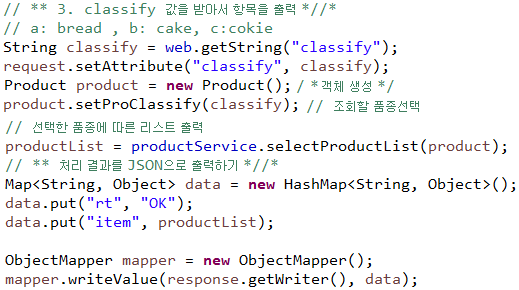 // ** 3. classify 값을 받아서 항목을 출력 *//*
// a: bread , b: cake, c:cokie
String classify = web.getString("classify");
request.setAttribute("classify", classify);
Product product = new Product(); / *객체 생성 */
product.setProClassify(classify); // 조회할 품종선택
// 선택한 품종에 따른 리스트 출력
productList = productService.selectProductList(product);
// ** 처리 결과를 JSON으로 출력하기 *//*
Map<String, Object> data = new HashMap<String, Object>();
data.put("rt", "OK");
data.put("item", productList);
ObjectMapper mapper = new ObjectMapper();
mapper.writeValue(response.getWriter(), data);